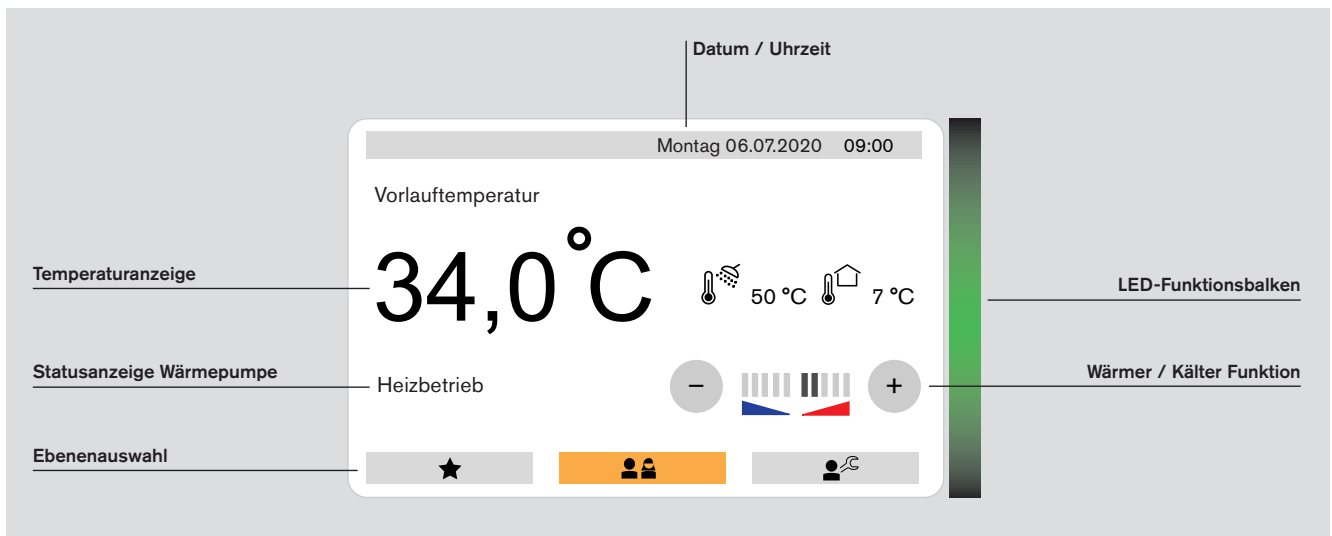 Datum / Uhrzeit
Montag 06.07.2020 09:00
Vorlauftemperatur
Temperaturanzeige
34,0°C
50 °C
7 °C
LED-Funktionsbalken
Statusanzeige Wärmepumpe
Heizbetrieb
− +
Wärmer / Kälter Funktion
Ebenenauswahl